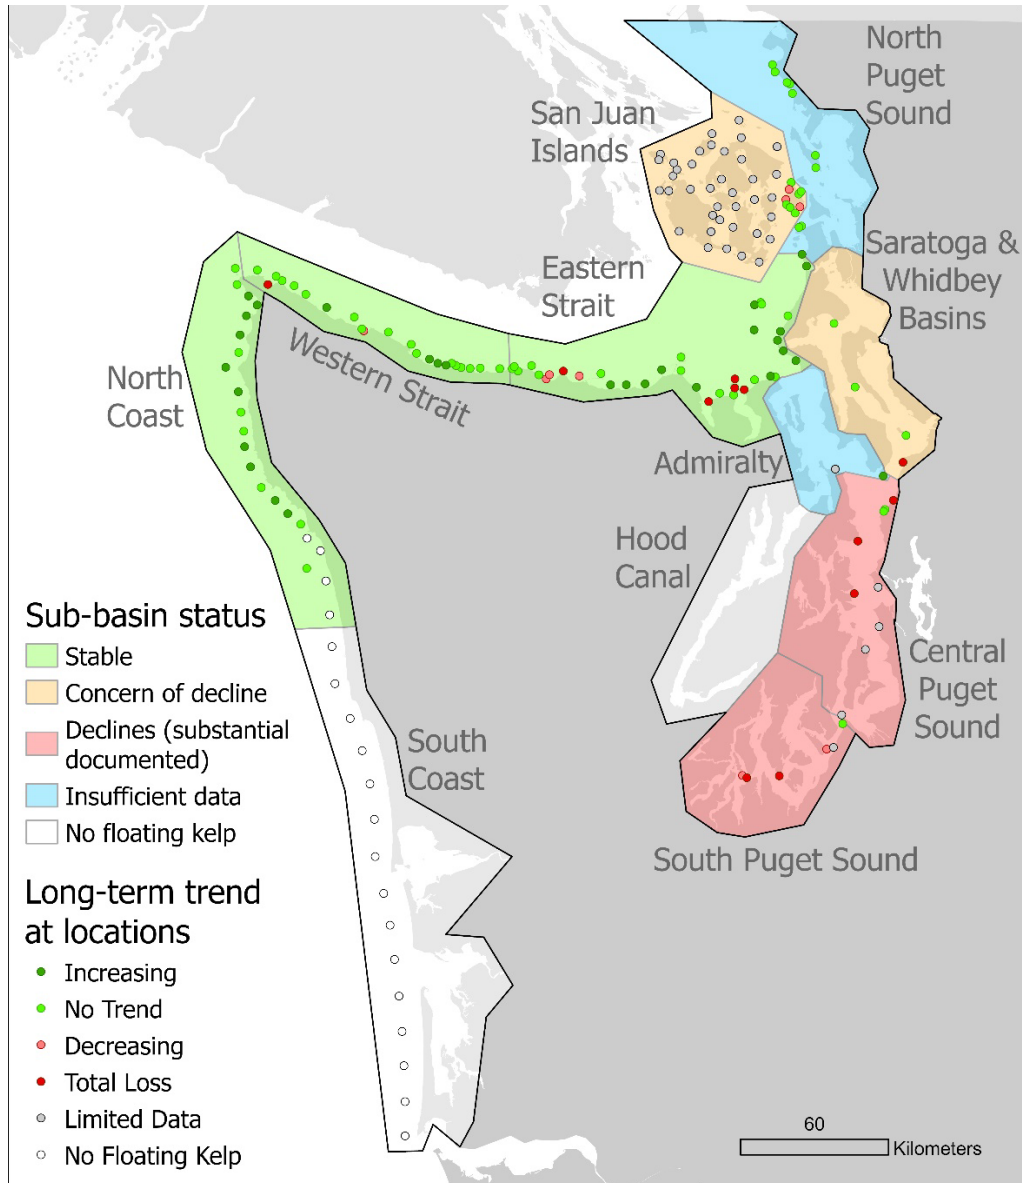 North
Puget
Sound
San Juan
Islands
Saratoga &
Whidbey
Basins
Eastern
Strait
Western Strait
North
Coast
Admiralty
Hood
Canal
Central
Puget
Sound
South
Coast
South Puget Sound
Sub-basin status
Stable
Concern of decline
Declines (substantial
documented)
Insufficient data
No floating kelp
Long-term trend
at locations
Increasing
No Trend
Decreasing
Total Loss
Limited Data
No Floating Kelp
60
Kilometers